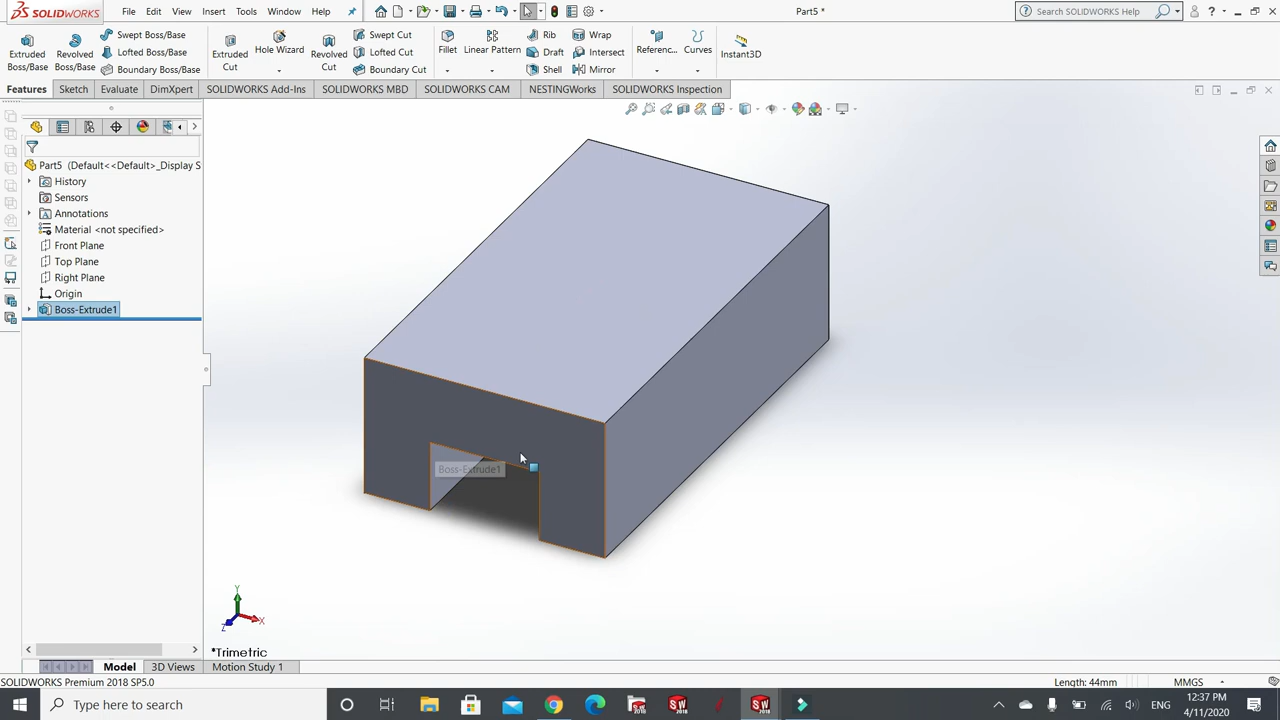 SOLIDWORKS File Edit View Insert Tools Window Help Part5 * Search SOLIDWORKS Help
Extruded Boss/Base Revolved Boss/Base Swept Boss/Base Lofted Boss/Base Boundary Boss/Base Extruded Cut Hole Wizard Revolved Cut Swept Cut Lofted Cut Boundary Cut Fillet Linear Pattern Rib Draft Shell Wrap Intersect Mirror Referenc... Curves Instant3D
Features Sketch Evaluate DimXpert SOLIDWORKS Add-Ins SOLIDWORKS MBD SOLIDWORKS CAM NESTINGWorks SOLIDWORKS Inspection
Part5 (Default<<Default>_Display S
History
Sensors
Annotations
Material <not specified>
Front Plane
Top Plane
Right Plane
Origin
Boss-Extrude1
Boss-Extrude1
Y
X
Z
*Trimetric
Model 3D Views Motion Study 1
SOLIDWORKS Premium 2018 SP5.0 Length: 44mm MMGS
Type here to search ENG 12:37 PM
4/11/2020